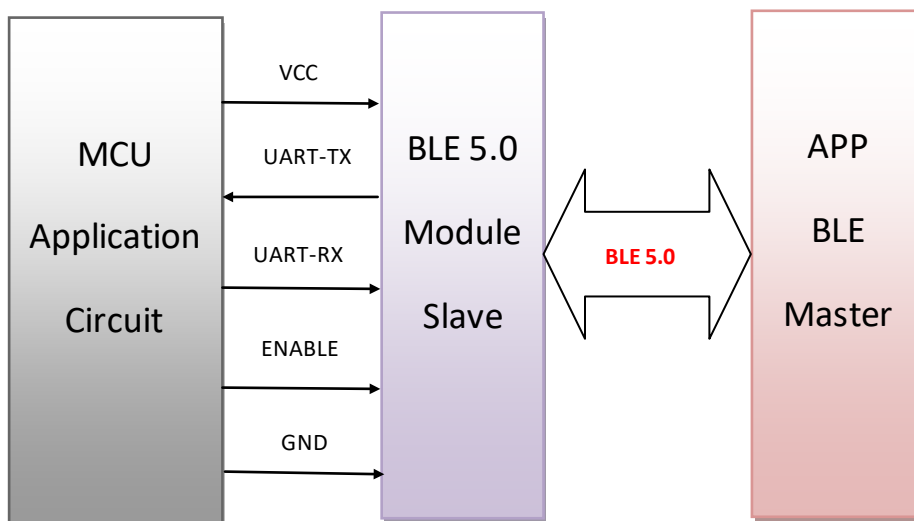 MCU
Application
Circuit
VCC
UART-TX
UART-RX
ENABLE
GND
BLE 5.0
Module
Slave
BLE 5.0
APP
BLE
Master